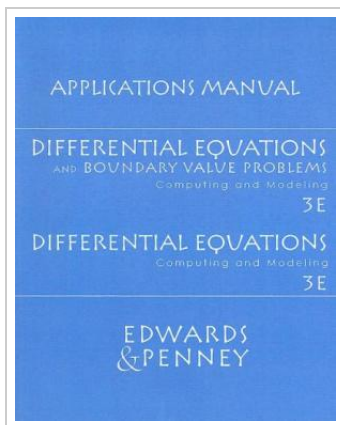 APPLICATIONS MANUAL
DIFFERENTIAL EQUATIONS
AND BOUNDARY VALUE PROBLEMS
Computing and Modeling
3E
DIFFERENTIAL EQUATIONS
Computing and Modeling
3E
EDWARDS
&PENNEY